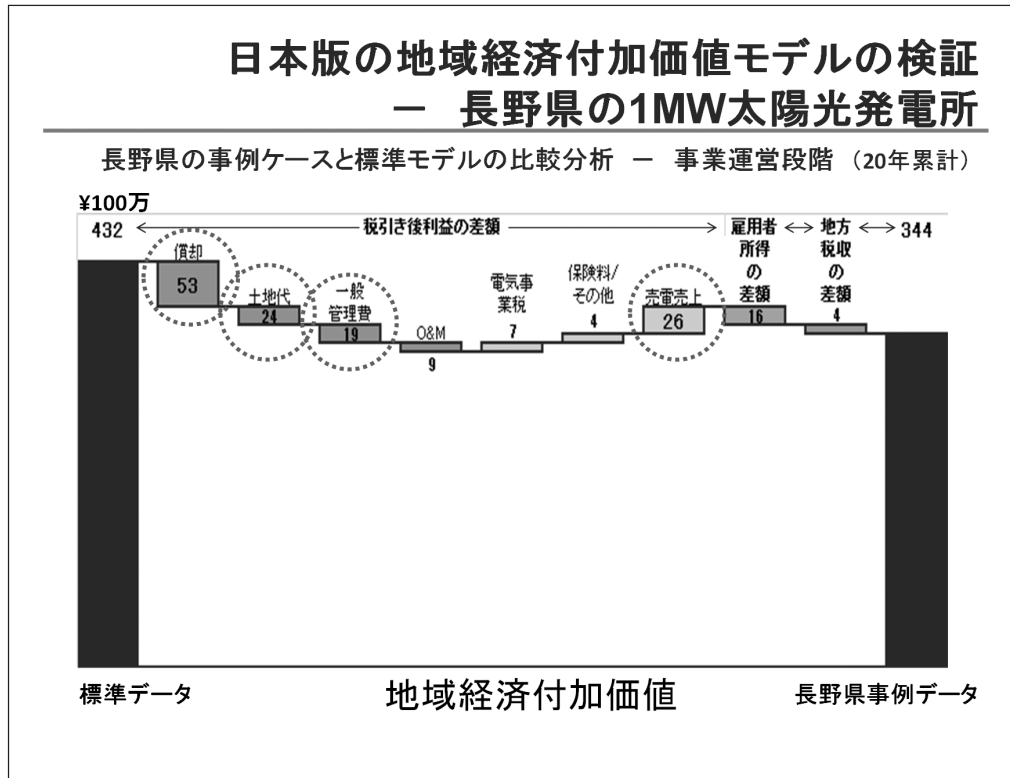 日本版の地域経済付加価値モデルの検証
－ 長野県の1MW太陽光発電所
長野県の事例ケースと標準モデルの比較分析 － 事業運営段階 （20年累計）
¥100万
432
税引き後利益の差額
雇用者
所得
の
差額
地方
税収
の
差額
344
償却
53
土地代
24
一般
管理費
19
O&M
9
電気事
業税
7
保険料/
その他
4
売電売上
26
16
4
標準データ
地域経済付加価値
長野県事例データ